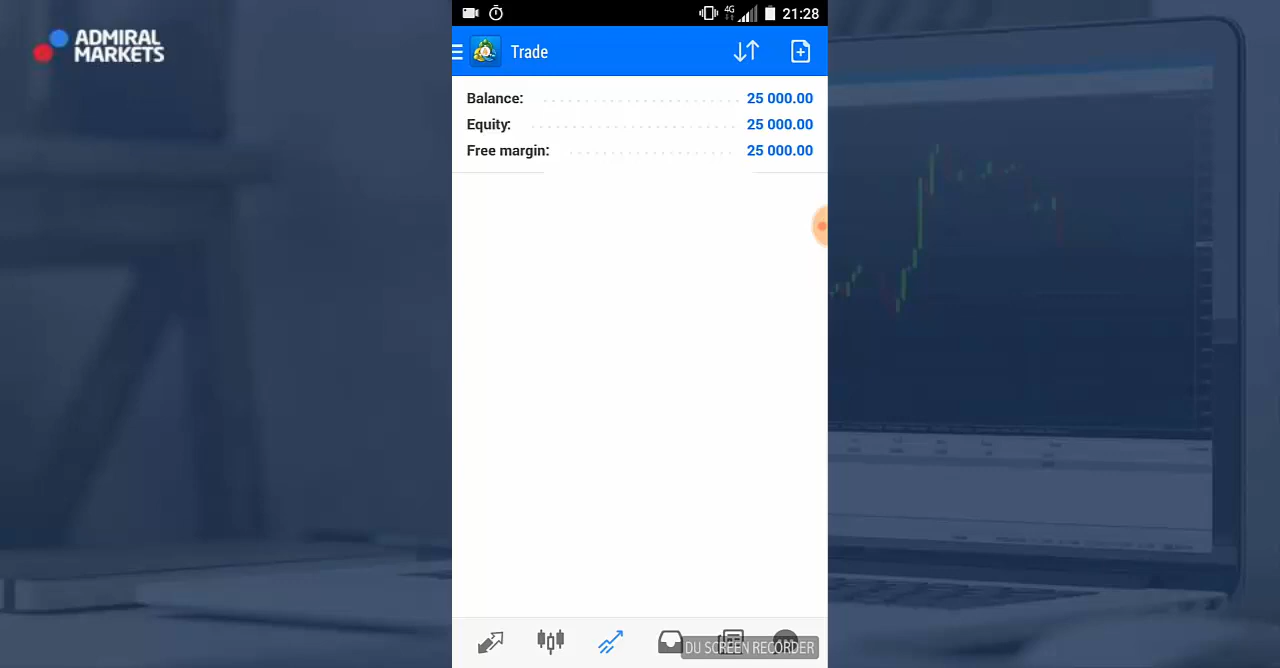 ADMIRAL
MARKETS
4G
21:28
Trade
Balance: 25 000.00
Equity: 25 000.00
Free margin: 25 000.00
DU SCREEN RECORDER